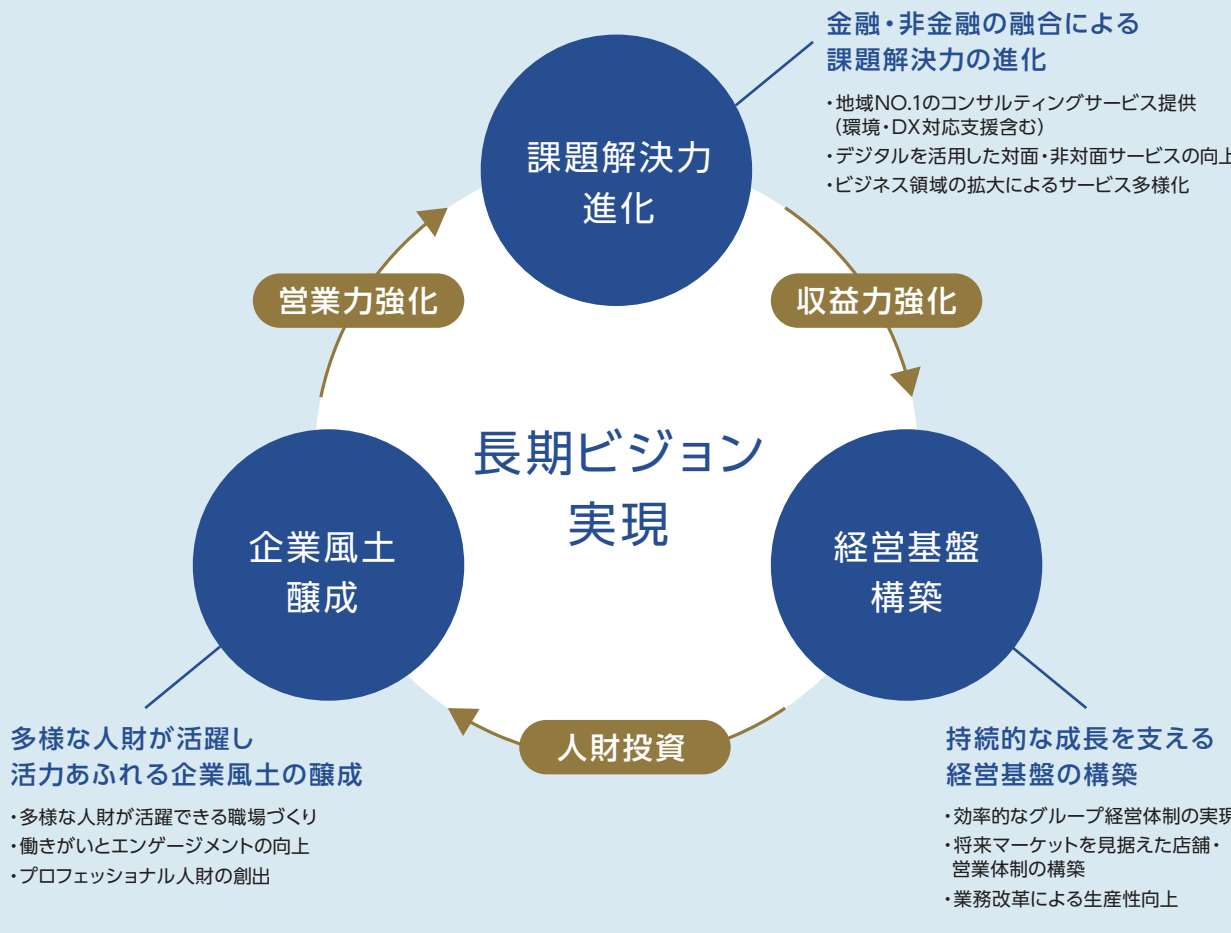 金融・非金融の融合による
課題解決力の進化
・地域NO.1のコンサルティングサービス提供
（環境・DX対応支援含む）
・デジタルを活用した対面・非対面サービスの向上
・ビジネス領域の拡大によるサービス多様化
課題解決力
進化
営業力強化
収益力強化
長期ビジョン
実現
企業風土
醸成
経営基盤
構築
人財投資
多様な人財が活躍し
活力あふれる企業風土の醸成
・多様な人財が活躍できる職場づくり
・働きがいとエンゲージメントの向上
・プロフェッショナル人財の創出
持続的な成長を支える
経営基盤の構築
・効率的なグループ経営体制の実現
・将来マーケットを見据えた店舗・
営業体制の構築
・業務改革による生産性向上